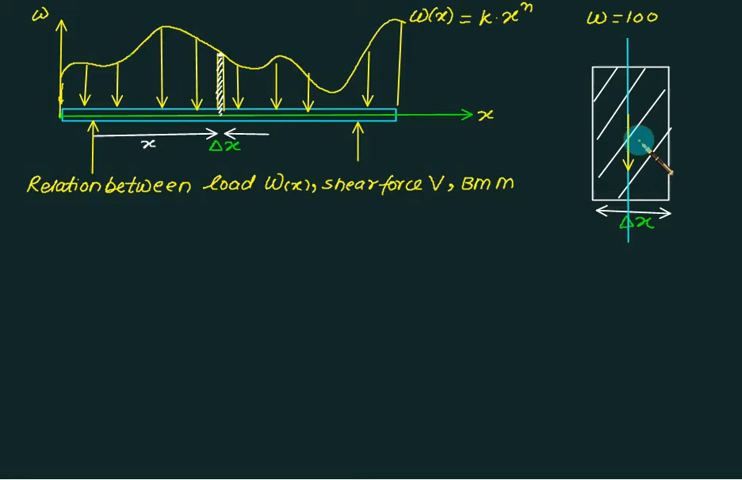 ω
ω(x) = k·xⁿ
ω=100
x
x
Δx
Δx
Relation between load W(x), shear force V, BM M